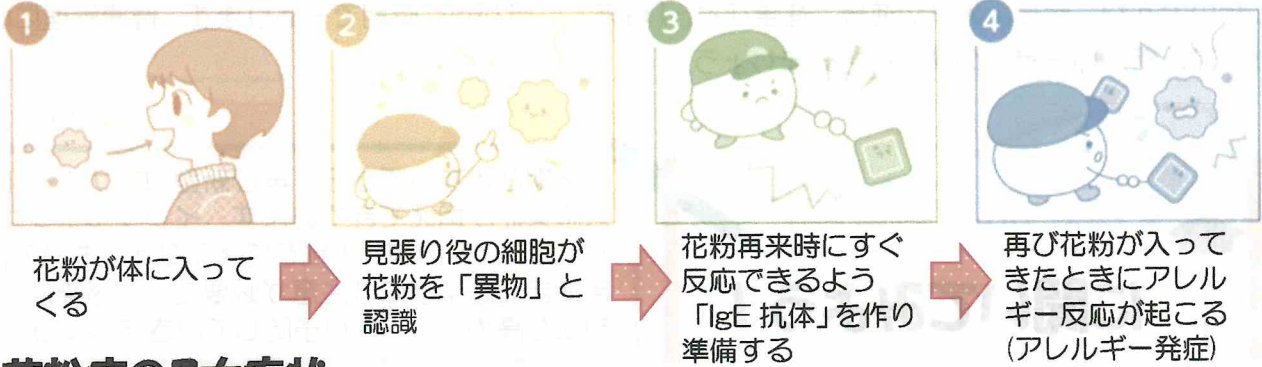 1
花粉が体に入って
くる
2
見張り役の細胞が
花粉を「異物」と
認識
3
花粉再来時にすぐ
反応できるよう
「IgE 抗体」を作り
準備する
4
再び花粉が入って
きたときにアレル
ギー反応が起こる
(アレルギー発症)